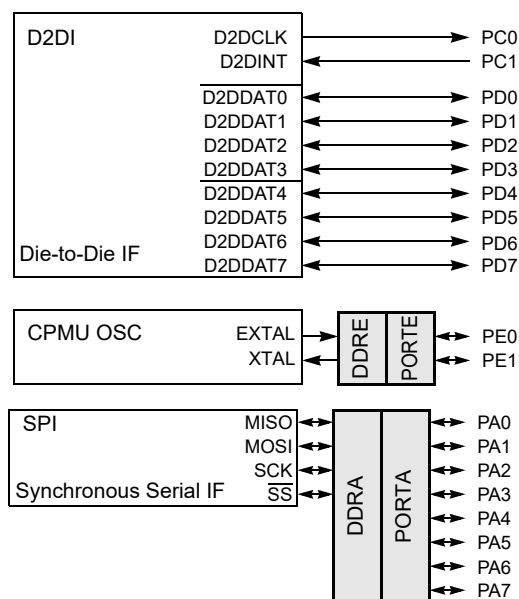 D2DI D2DCLK PC0
D2DINT PC1
D2DDAT0 PD0
D2DDAT1 PD1
D2DDAT2 PD2
D2DDAT3 PD3
D2DDAT4 PD4
D2DDAT5 PD5
D2DDAT6 PD6
Die-to-Die IF D2DDAT7 PD7
CPMU OSC EXTAL DDRE PORTE PE0
XTAL PE1
SPI MISO PA0
MOSI PA1
SCK PA2
Synchronous Serial IF SS DDRA PORTA PA3
PA4
PA5
PA6
PA7